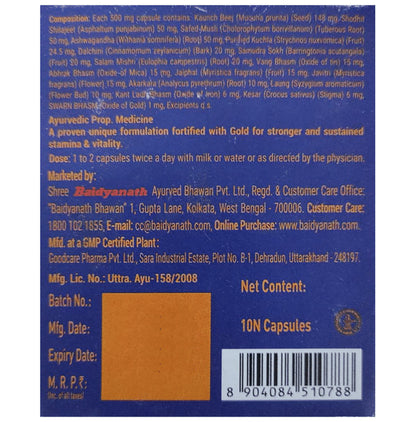 Composition: Each 500 mg capsule contains: Kaunch Beej (Mucuna prurita) (Seed) 148 mg, Shodhit
Shilajeet (Asphaltum punjabinum) 50 mg, Safed-Musli (Chlorophytum borivilianum) (Tuberous Root)
50 mg, Ashwagandha (Withania somnifera) (Root) 50 mg, Purified Kuchla (Strychnos nuxvomica) (Fruit)
24.5 mg, Dalchini (Cinnamomum zeylanicum) (Bark) 20 mg, Samudra Sokh (Barringtonia acutangula)
(Fruit) 20 mg, Salam Mishri (Eulophia campestris) (Root) 20 mg, Vang Bhasm (Oxide of tin) 15 mg,
Abhrak Bhasm (Oxide of Mica) 15 mg, Jaiphal (Myristica fragrans) (Fruit) 15 mg, Javitri (Myristica
fragrans) (Flower) 15 mg, Akarkala (Anacylus pyrethrum) (Root) 10 mg, Laung (Syzygium aromaticum)
(Flower Bud) 10 mg, Kant Lauh Bhasm (Oxide of Iron) 6 mg, Kesar (Crocus sativus) (Stigma) 6 mg,
SWARN BHASM (Oxide of Gold) 1 mg, Excipients q.s.
Ayurvedic Prop. Medicine
A proven unique formulation fortified with Gold for stronger and sustained
stamina & vitality.
Dose: 1 to 2 capsules twice a day with milk or water or as directed by the physician.
Marketed by:
Shree Baidyanath Ayurved Bhawan Pvt. Ltd., Regd. & Customer Care Office:
"Baidyanath Bhawan" 1, Gupta Lane, Kolkata, West Bengal - 700006. Customer Care:
1800 102 1855, E-mail: cc@baidyanath.com, Online Purchase: www.baidyanath.com.
Mfd. at a GMP Certified Plant:
Goodcare Pharma Pvt. Ltd., Sara Industrial Estate, Plot No. B-1, Dehradun, Uttarakhand - 248197.
Mfg. Lic. No.: Uttra. Ayu-158/2008
Batch No.:
Mfg. Date:
Expiry Date:
M. R. P.₹:
(Inc. of all taxes)
Net Content:
10N Capsules
8 904084 510788